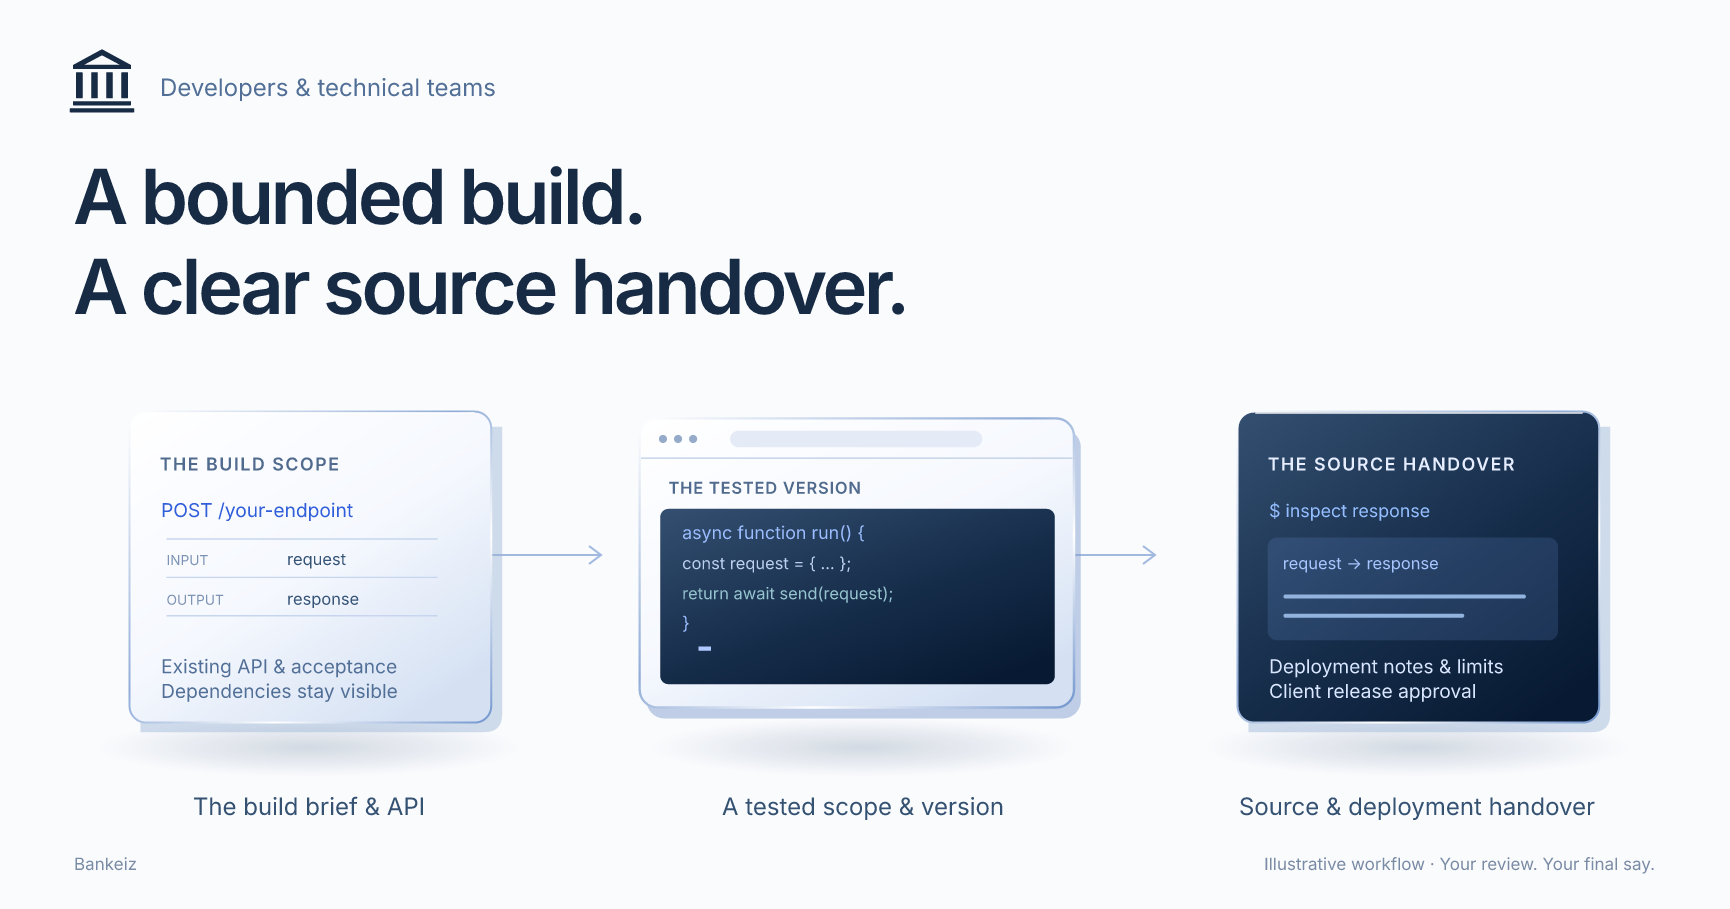 Developers & technical teams
A bounded build.
A clear source handover.
THE BUILD SCOPE
POST /your-endpoint
INPUT request
OUTPUT response
Existing API & acceptance
Dependencies stay visible
THE TESTED VERSION
async function run() {
const request = { ... };
return await send(request);
}
THE SOURCE HANDOVER
$ inspect response
request → response
Deployment notes & limits
Client release approval
The build brief & API
A tested scope & version
Source & deployment handover
Bankeiz
Illustrative workflow · Your review. Your final say.